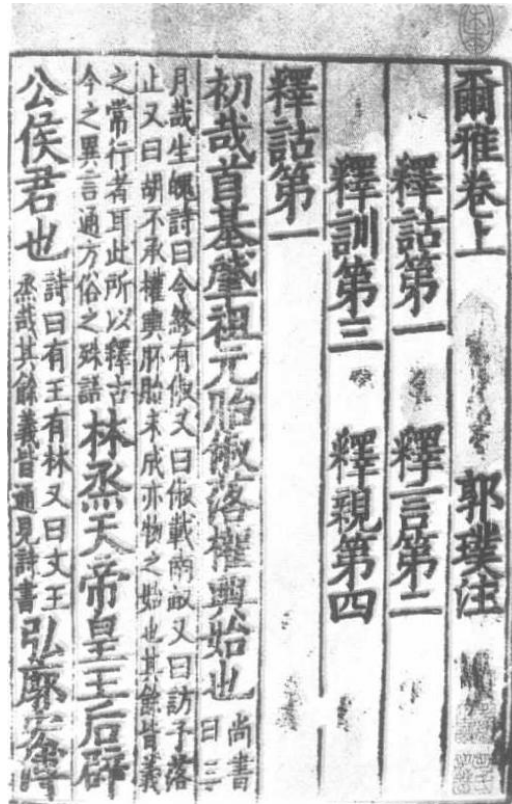 爾雅卷上 郭璞注
釋詁第一 釋言第二
釋訓第三 釋親第四
釋詁第一
初哉首基肇祖元胎俶落權輿始也 尚書曰三
月哉生魄詩曰令終有俶又曰俶載南畝又曰訪予落
止又曰胡不承權輿胚胎未成亦物之始也其餘皆義
之常行者耳此所以釋古今之異言通方俗之殊語 林烝天帝皇王后辟
公侯君也 詩曰有王有林又曰文王烝哉其餘義皆通見詩書 弘廓宏溥